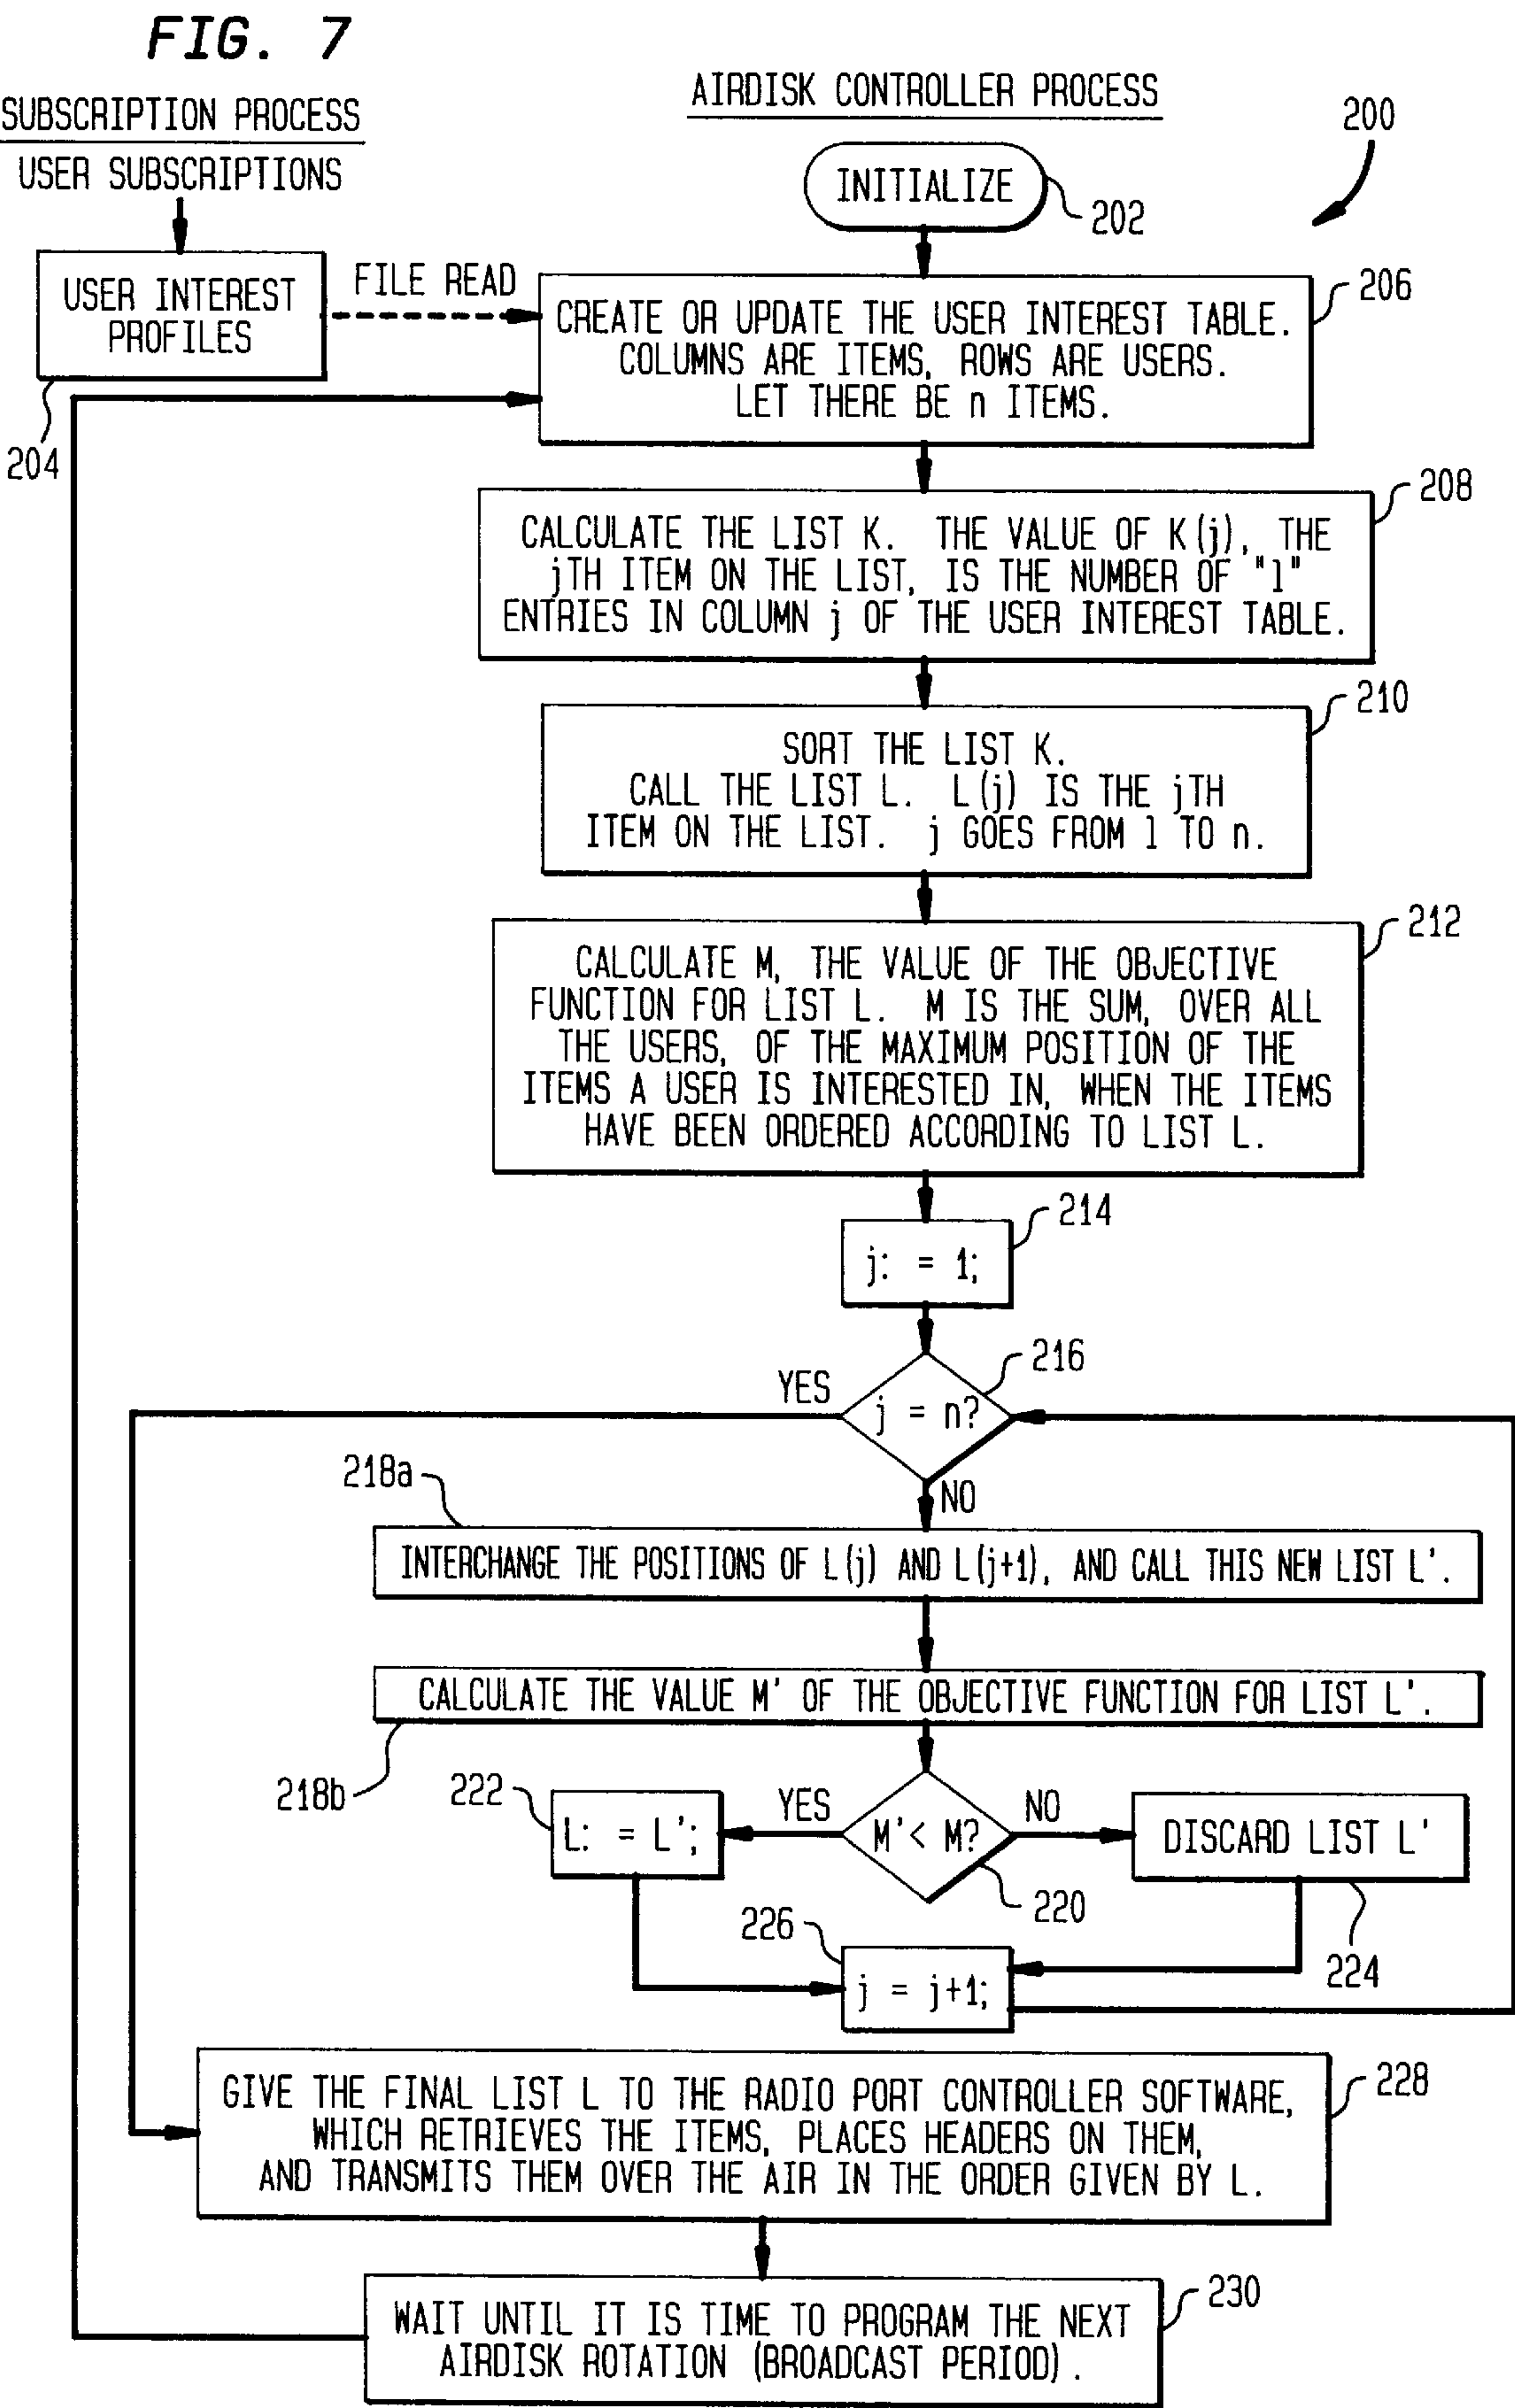 FIG. 7
SUBSCRIPTION PROCESS
USER SUBSCRIPTIONS
AIRDISK CONTROLLER PROCESS
200
INITIALIZE
202
USER INTEREST
PROFILES
204
FILE READ
206
CREATE OR UPDATE THE USER INTEREST TABLE.
COLUMNS ARE ITEMS, ROWS ARE USERS.
LET THERE BE n ITEMS.
208
CALCULATE THE LIST K. THE VALUE OF K(j), THE
jTH ITEM ON THE LIST, IS THE NUMBER OF "1"
ENTRIES IN COLUMN j OF THE USER INTEREST TABLE.
210
SORT THE LIST K.
CALL THE LIST L. L(j) IS THE jTH
ITEM ON THE LIST. j GOES FROM 1 TO n.
212
CALCULATE M, THE VALUE OF THE OBJECTIVE
FUNCTION FOR LIST L. M IS THE SUM, OVER ALL
THE USERS, OF THE MAXIMUM POSITION OF THE
ITEMS A USER IS INTERESTED IN, WHEN THE ITEMS
HAVE BEEN ORDERED ACCORDING TO LIST L.
214
j: = 1;
216
YES
j = n?
NO
218a
INTERCHANGE THE POSITIONS OF L(j) AND L(j+1), AND CALL THIS NEW LIST L'.
CALCULATE THE VALUE M' OF THE OBJECTIVE FUNCTION FOR LIST L'.
218b
222
L: = L';
YES
M'< M?
NO
220
DISCARD LIST L'
224
226
j = j+1;
228
GIVE THE FINAL LIST L TO THE RADIO PORT CONTROLLER SOFTWARE,
WHICH RETRIEVES THE ITEMS, PLACES HEADERS ON THEM,
AND TRANSMITS THEM OVER THE AIR IN THE ORDER GIVEN BY L.
230
WAIT UNTIL IT IS TIME TO PROGRAM THE NEXT
AIRDISK ROTATION (BROADCAST PERIOD).